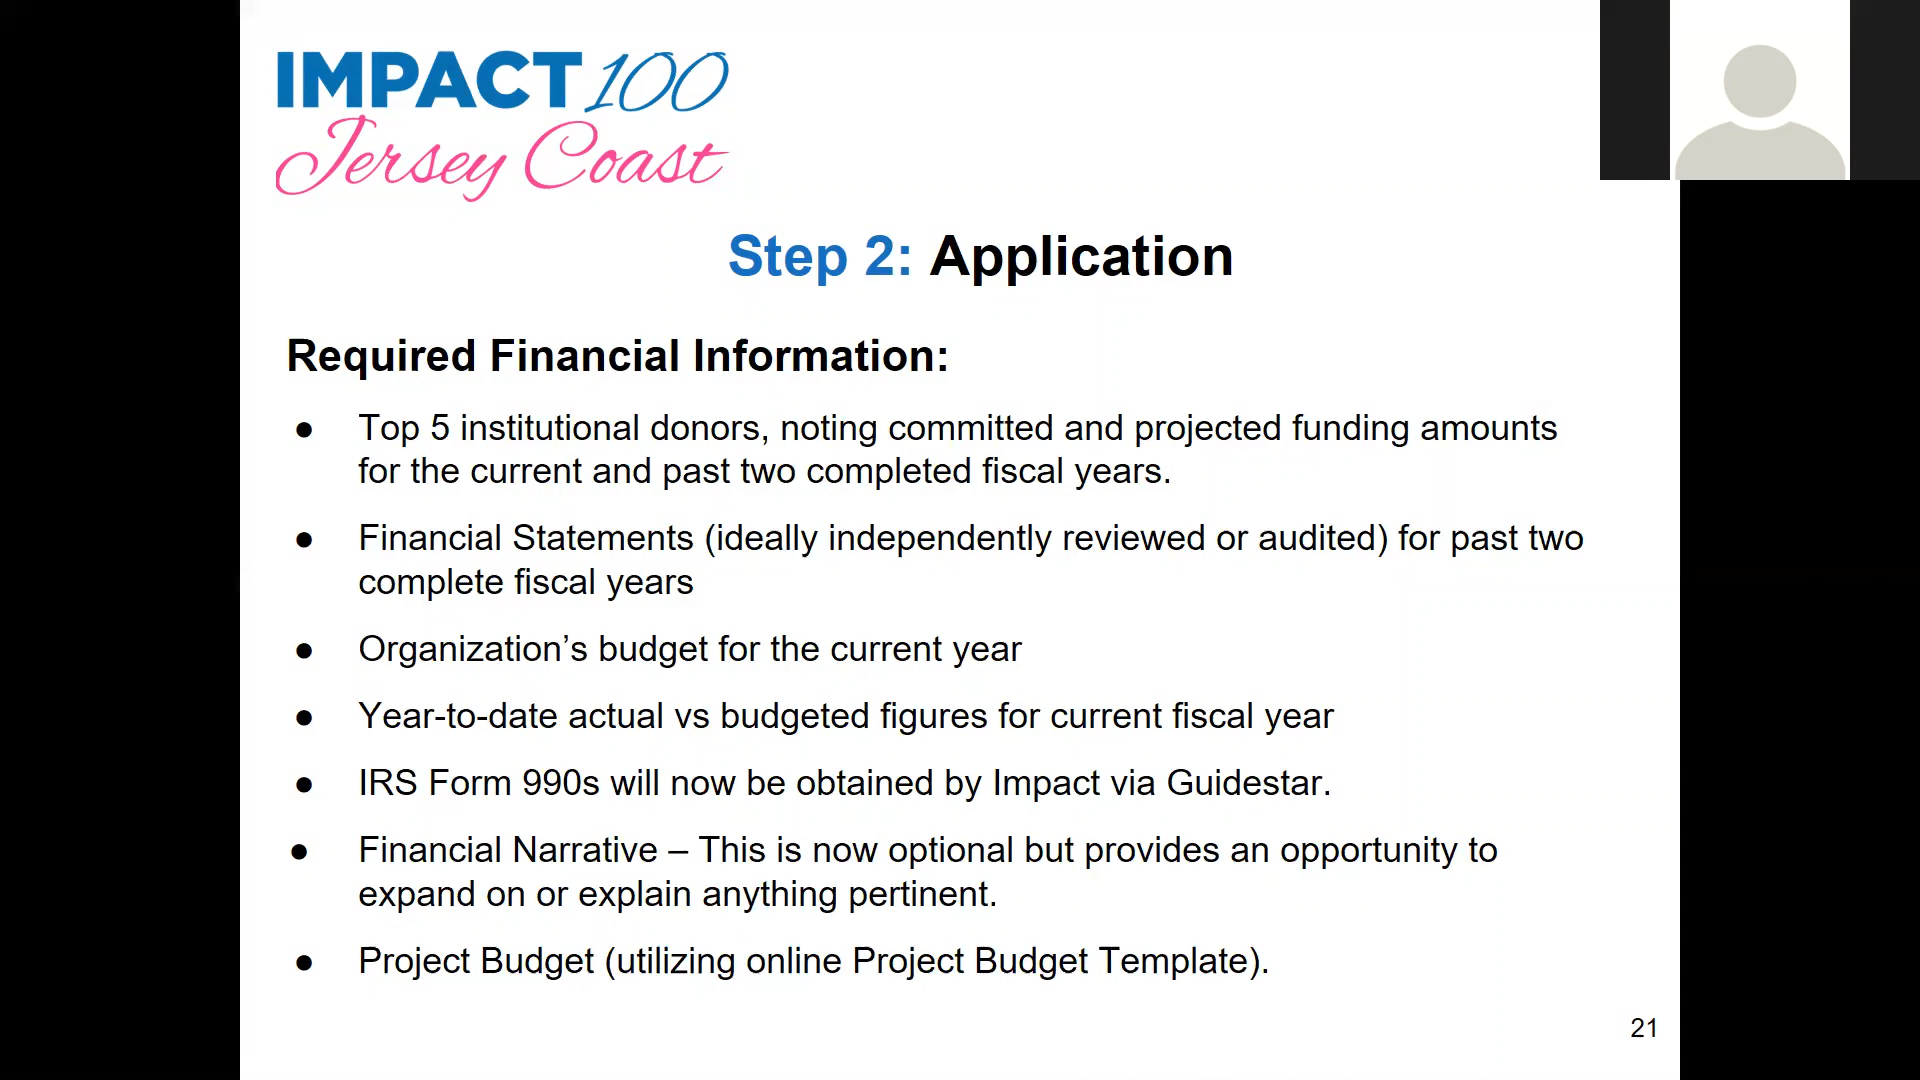 IMPACT 100
Jersey Coast
Step 2: Application
Required Financial Information:
● Top 5 institutional donors, noting committed and projected funding amounts
for the current and past two completed fiscal years.
● Financial Statements (ideally independently reviewed or audited) for past two
complete fiscal years
● Organization’s budget for the current year
● Year-to-date actual vs budgeted figures for current fiscal year
● IRS Form 990s will now be obtained by Impact via Guidestar.
● Financial Narrative – This is now optional but provides an opportunity to
expand on or explain anything pertinent.
● Project Budget (utilizing online Project Budget Template).
21